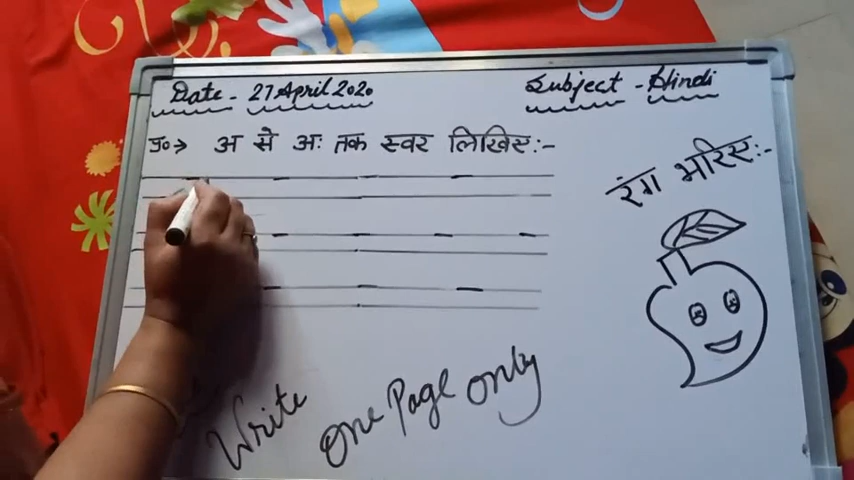 Date - 27 April 2020
Subject - Hindi
प्र० → अ से अः तक स्वर लिखिए :-
रंग भरिए :-
Write one Page only